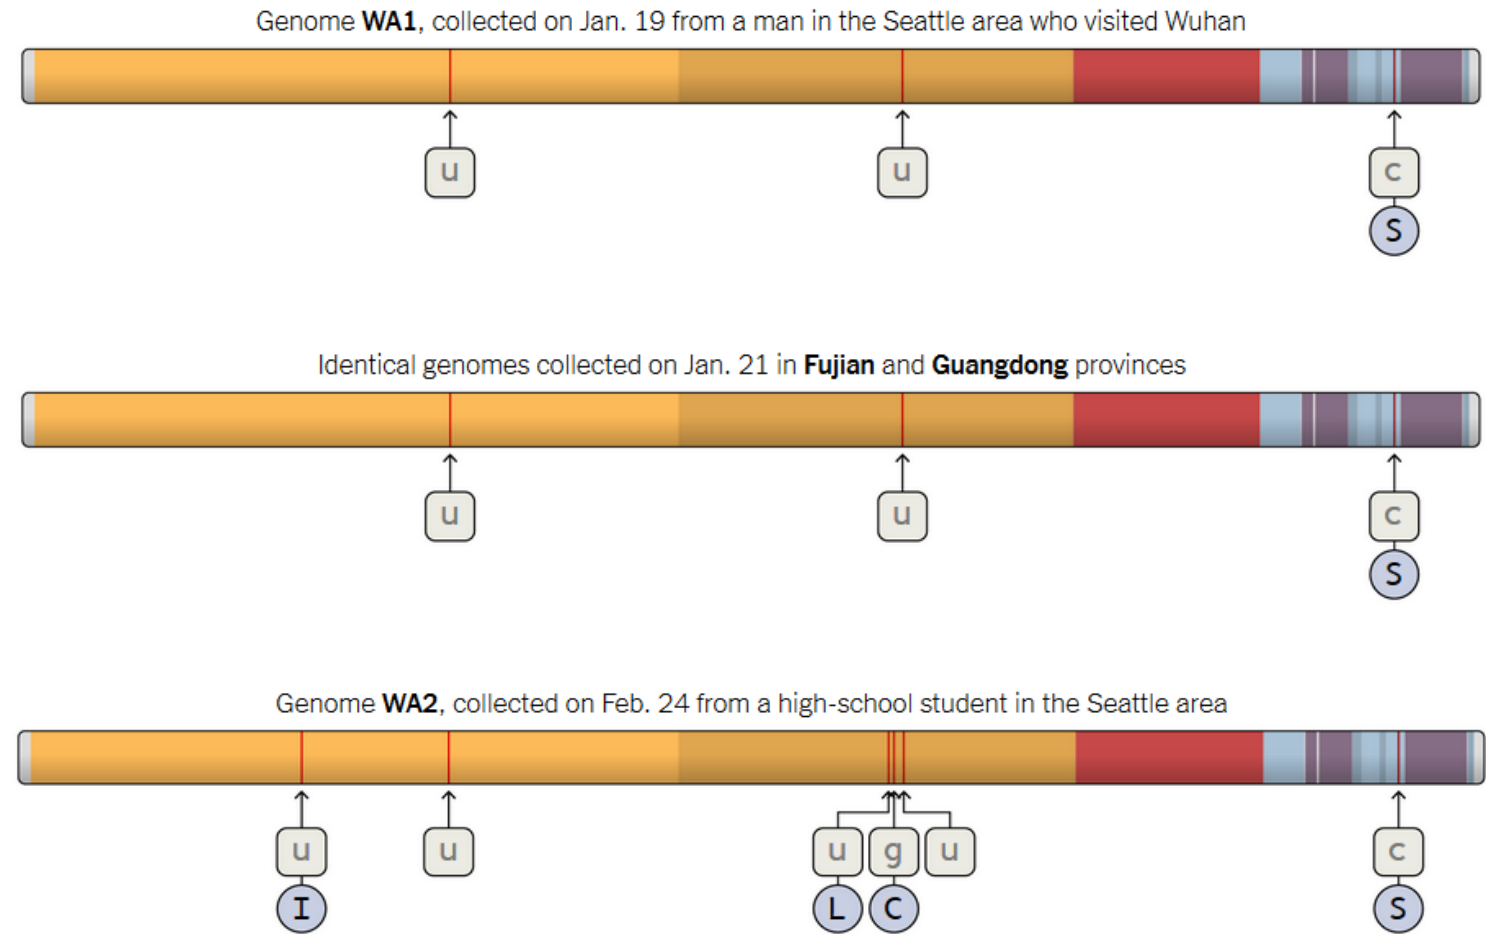 Genome WA1, collected on Jan. 19 from a man in the Seattle area who visited Wuhan
u u c
S
Identical genomes collected on Jan. 21 in Fujian and Guangdong provinces
u u c
S
Genome WA2, collected on Feb. 24 from a high-school student in the Seattle area
u u u g u c
I L C S